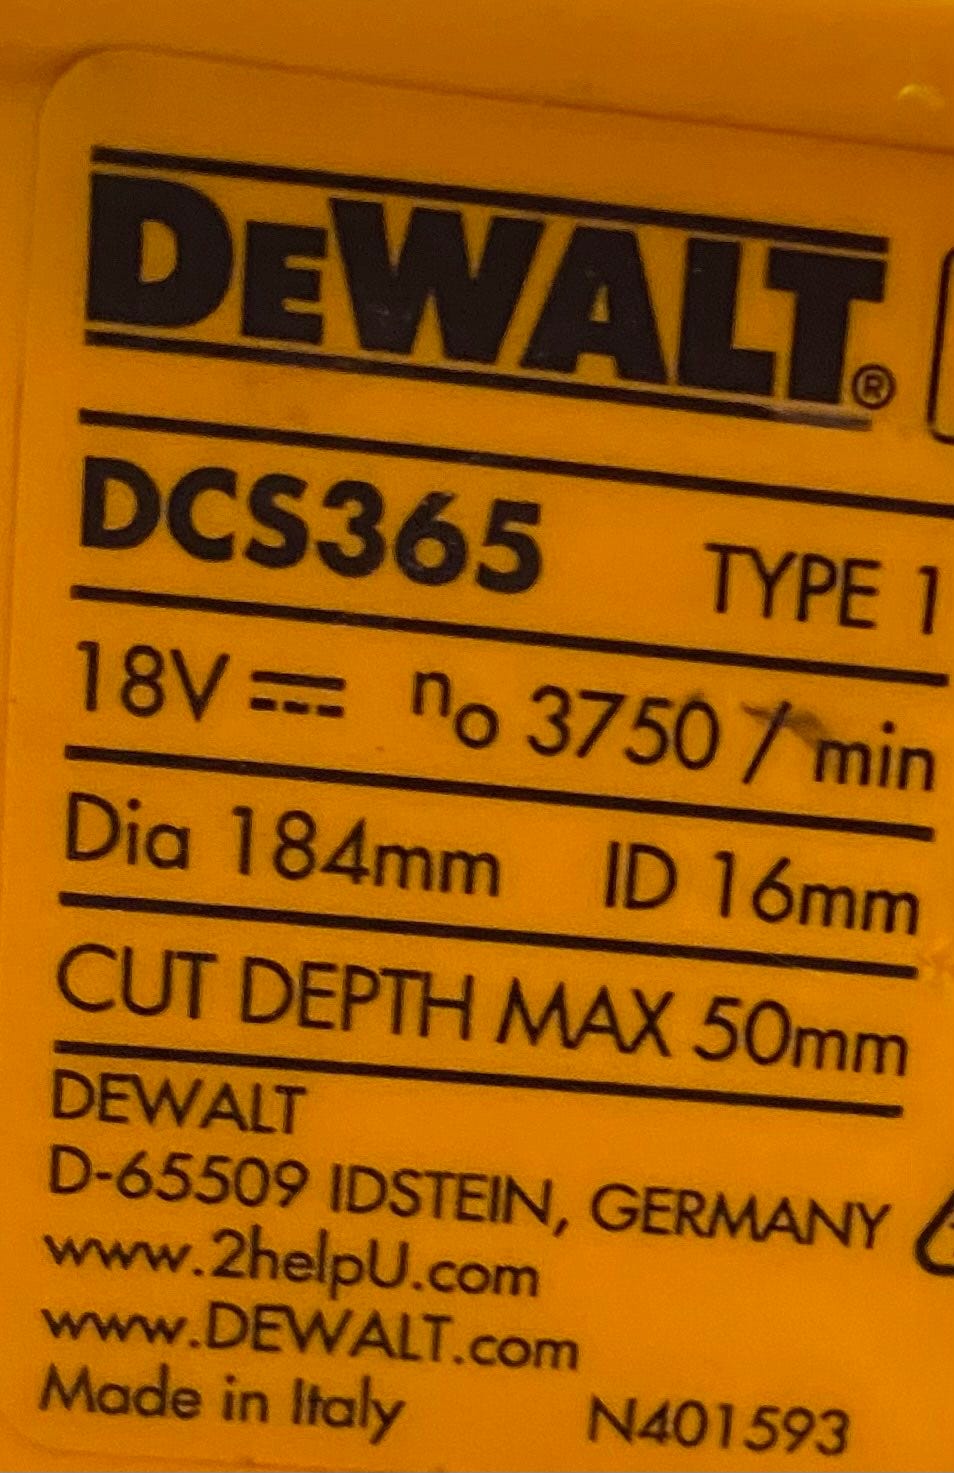 DEWALT®
DCS365 TYPE 1
18V ⎓ no 3750 / min
Dia 184mm ID 16mm
CUT DEPTH MAX 50mm
DEWALT
D-65509 IDSTEIN, GERMANY
www.2helpU.com
www.DEWALT.com
Made in Italy N401593